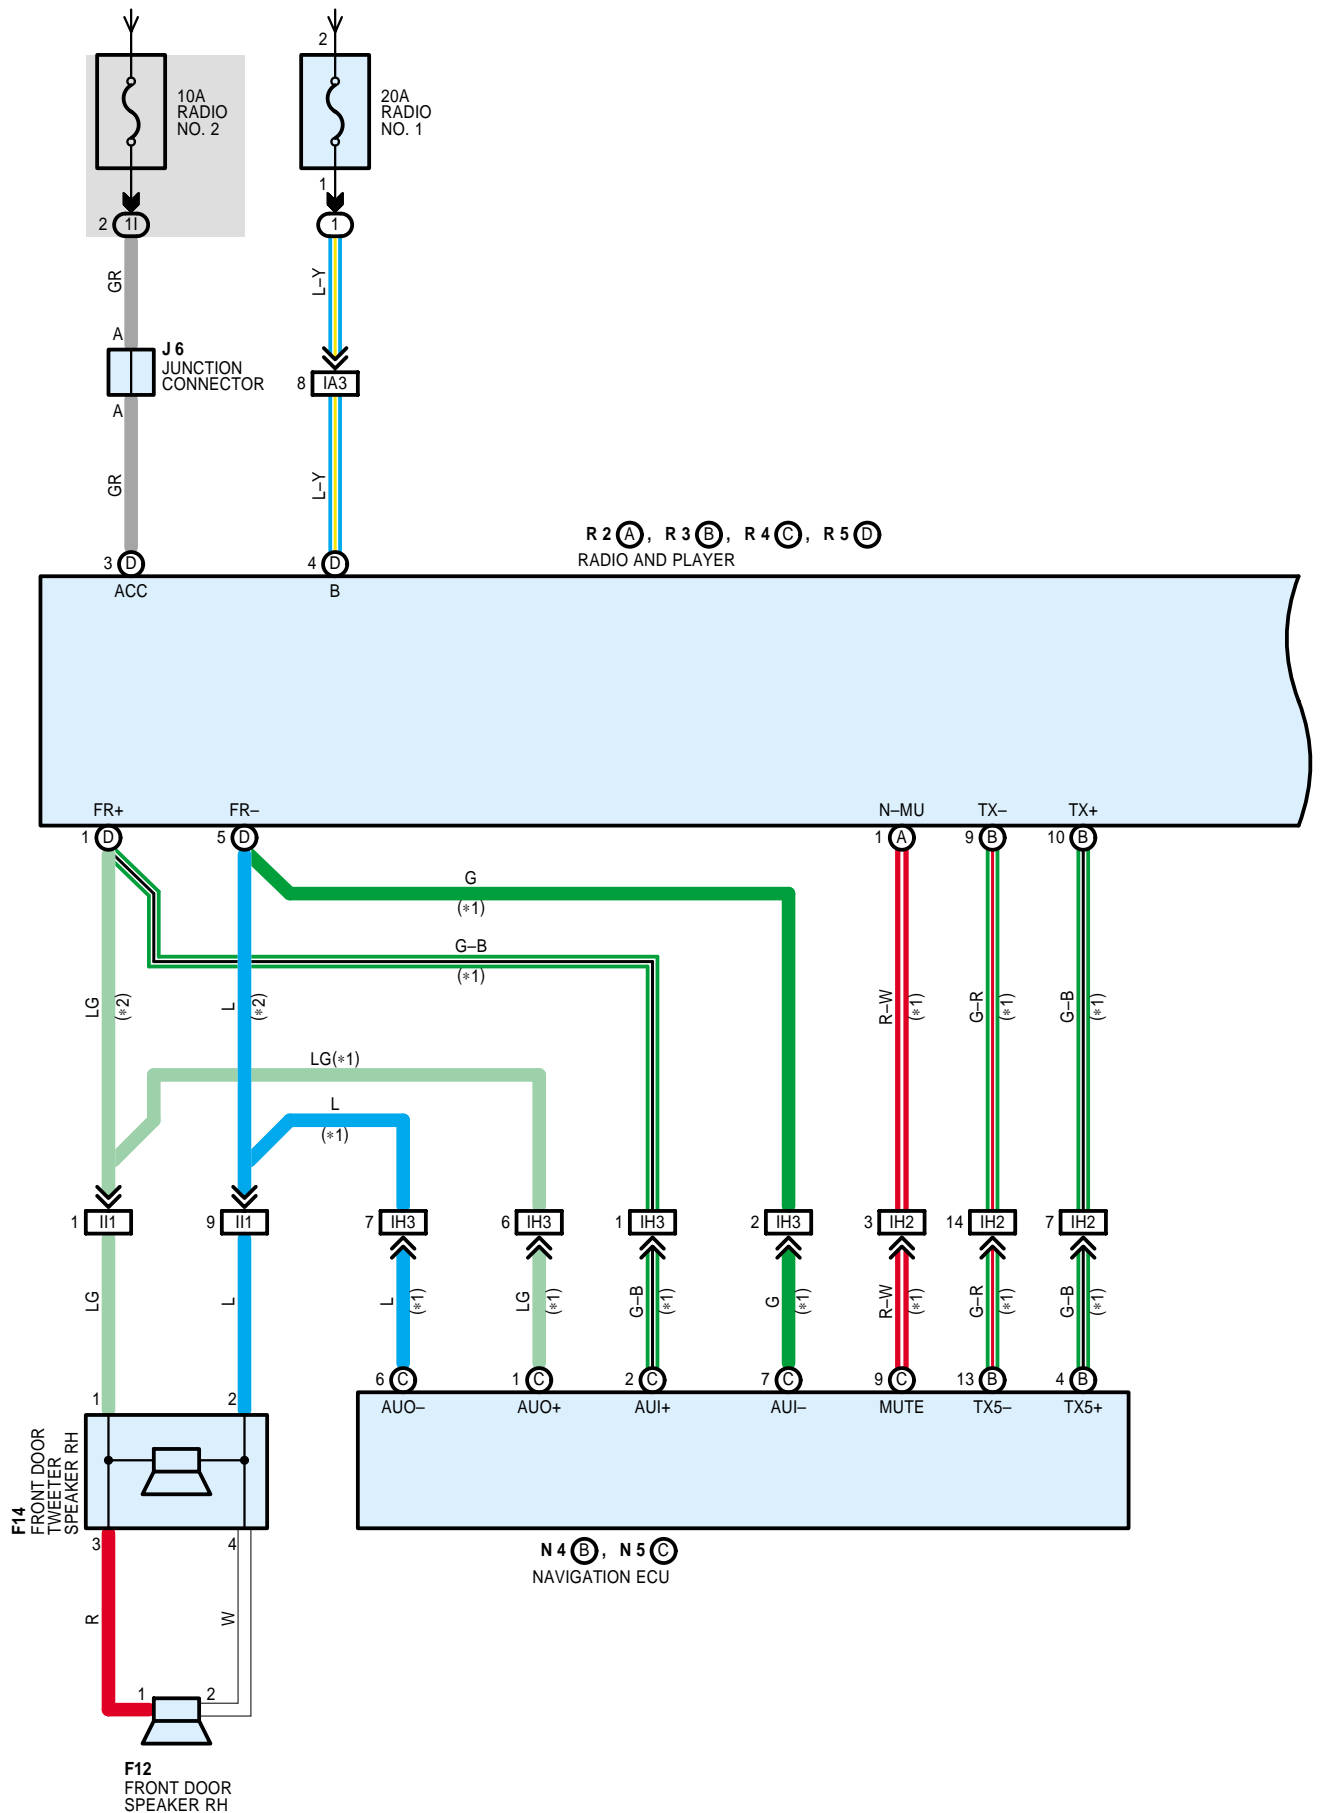 2
10A
RADIO
NO. 2
20A
RADIO
NO. 1
1
2 1I
1
GR
L–Y
A
J 6
JUNCTION
CONNECTOR
8 IA3
A
GR
L–Y
R 2 A , R 3 B , R 4 C , R 5 D
RADIO AND PLAYER
3 D
4 D
ACC
B
FR+
FR–
N–MU
TX–
TX+
1 D
5 D
1 A
9 B
10 B
G
(*1)
G–B
(*1)
LG
(*2)
L
(*2)
R–W
(*1)
G–R
(*1)
G–B
(*1)
LG(*1)
L
(*1)
1 II1
9 II1
7 IH3
6 IH3
1 IH3
2 IH3
3 IH2
14 IH2
7 IH2
LG
L
L
(*1)
LG
(*1)
G–B
(*1)
G
(*1)
R–W
(*1)
G–R
(*1)
G–B
(*1)
6 C
1 C
2 C
7 C
9 C
13 B
4 B
1
2
AUO–
AUO+
AUI+
AUI–
MUTE
TX5–
TX5+
F14
FRONT DOOR
TWEETER
SPEAKER RH
3
4
N 4 B , N 5 C
NAVIGATION ECU
R
W
1
2
F12
FRONT DOOR
SPEAKER RH